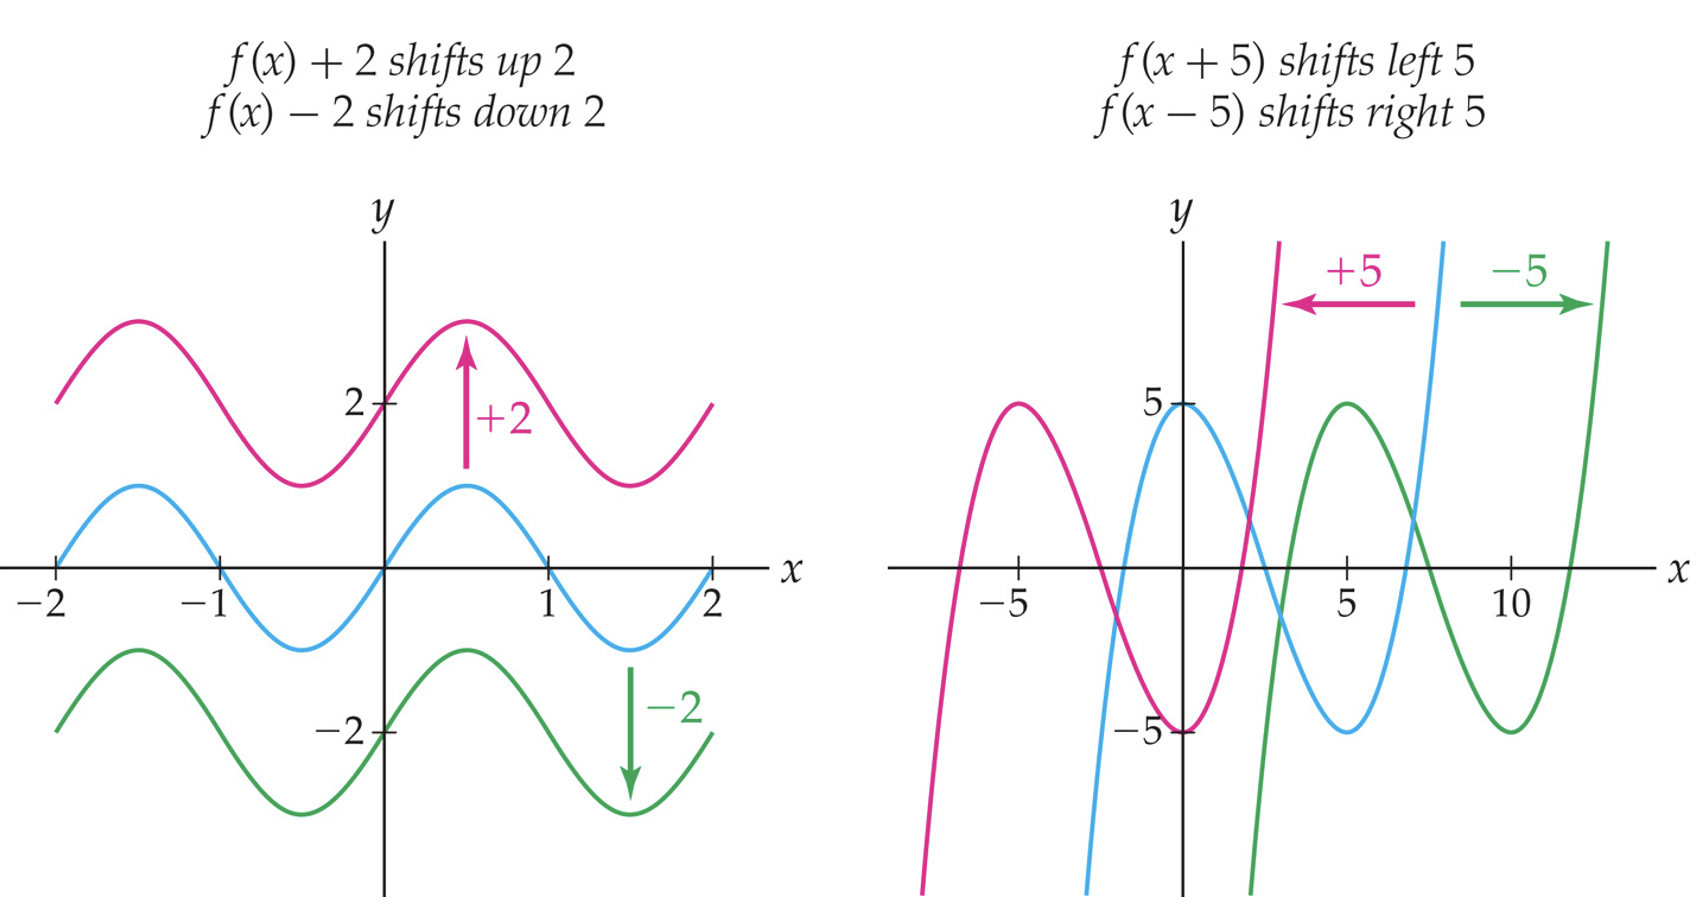 f(x) + 2 shifts up 2
f(x) − 2 shifts down 2
y
2
+2
−2
−1
1
2
x
−2
−2
f(x + 5) shifts left 5
f(x − 5) shifts right 5
y
+5
−5
5
−5
5
10
x
−5